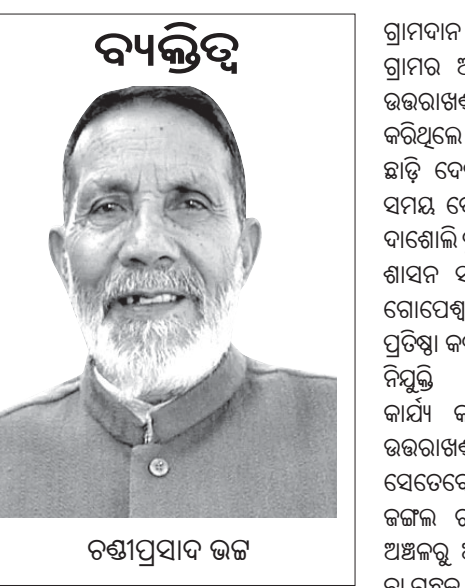 ବ୍ୟକ୍ତିତ୍ୱ
ଚଣ୍ଡୀପ୍ରସାଦ ଭଟ୍ଟ
ଗ୍ରାମଦାନ
ଗ୍ରାମର
ଉତ୍ତରାଖଣ୍ଡ
କରିଥିଲେ
ଛାଡ଼ି
ସମୟ
ଦାଶୋଲି
ଶାସନ
ଗୋପେଶ୍ୱ
ପ୍ରତିଷ୍ଠା
ନିଯୁକ୍ତି
କାର୍ଯ୍ୟ
ଉତ୍ତରାଖଣ୍ଡ
ସେତେବେ
ଜଙ୍ଗଲ
ଅଞ୍ଚଳରୁ